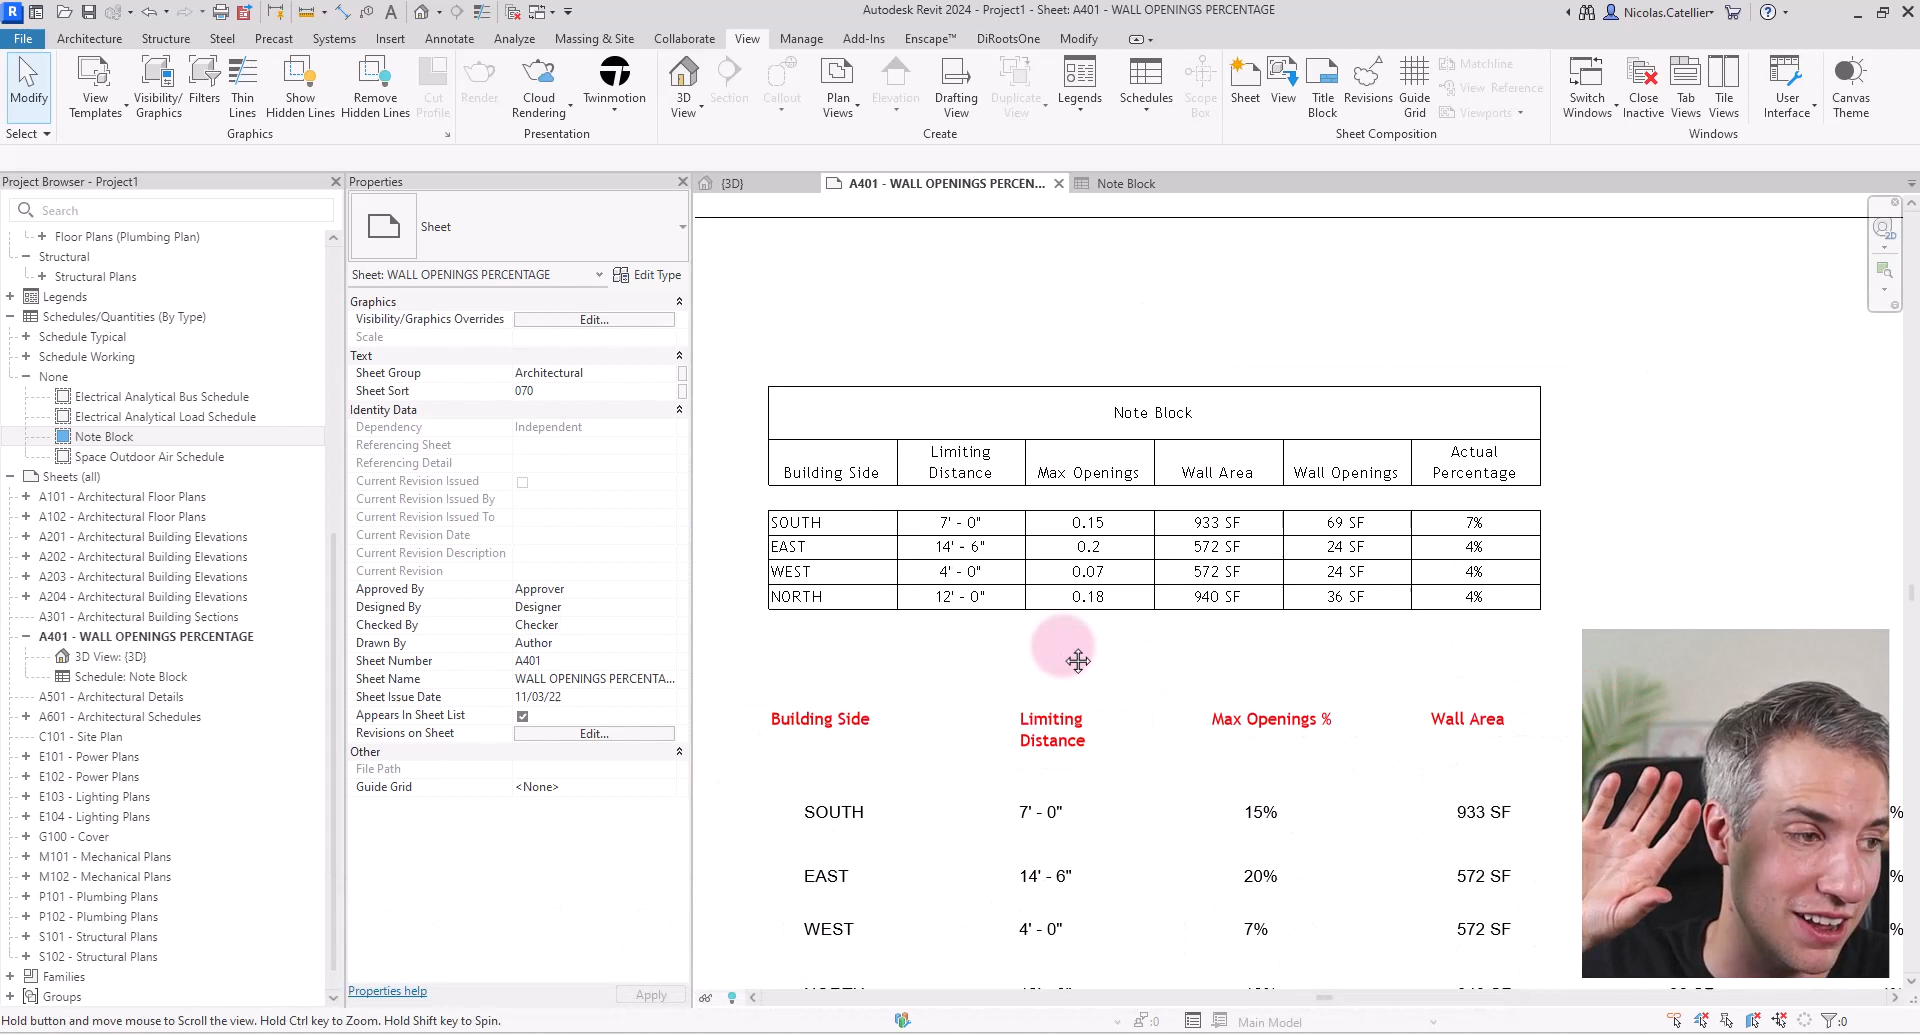 Autodesk Revit 2024 - Project1 - Sheet: A401 - WALL OPENINGS PERCENTAGE
Nicolas.Catellier
File Architecture Structure Steel Precast Systems Insert Annotate Analyze Massing & Site Collaborate View Manage Add-Ins Enscape™ DiRootsOne Modify
Modify
View Templates
Visibility/ Graphics
Filters
Thin Lines
Show Hidden Lines
Remove Hidden Lines
Cut Profile
Render
Cloud Rendering
Twinmotion
3D View
Section
Callout
Plan Views
Elevation
Drafting View
Duplicate View
Legends
Schedules
Scope Box
Sheet
View
Title Block
Revisions
Guide Grid
Matchline
View Reference
Viewports
Switch Windows
Close Inactive
Tab Views
Tile Views
User Interface
Canvas Theme
Select Graphics Presentation Create Sheet Composition Windows
Project Browser - Project1
Search
Floor Plans (Plumbing Plan)
Structural
Structural Plans
Legends
Schedules/Quantities (By Type)
Schedule Typical
Schedule Working
None
Electrical Analytical Bus Schedule
Electrical Analytical Load Schedule
Note Block
Space Outdoor Air Schedule
Sheets (all)
A101 - Architectural Floor Plans
A102 - Architectural Floor Plans
A201 - Architectural Building Elevations
A202 - Architectural Building Elevations
A203 - Architectural Building Elevations
A204 - Architectural Building Elevations
A301 - Architectural Building Sections
A401 - WALL OPENINGS PERCENTAGE
3D View: {3D}
Schedule: Note Block
A501 - Architectural Details
A601 - Architectural Schedules
C101 - Site Plan
E101 - Power Plans
E102 - Power Plans
E103 - Lighting Plans
E104 - Lighting Plans
G100 - Cover
M101 - Mechanical Plans
M102 - Mechanical Plans
P101 - Plumbing Plans
P102 - Plumbing Plans
S101 - Structural Plans
S102 - Structural Plans
Families
Groups
Properties
Sheet
Sheet: WALL OPENINGS PERCENTAGE Edit Type
Graphics
Visibility/Graphics Overrides Edit...
Scale
Text
Sheet Group Architectural
Sheet Sort 070
Identity Data
Dependency Independent
Referencing Sheet
Referencing Detail
Current Revision Issued
Current Revision Issued By
Current Revision Issued To
Current Revision Date
Current Revision Description
Current Revision
Approved By Approver
Designed By Designer
Checked By Checker
Drawn By Author
Sheet Number A401
Sheet Name WALL OPENINGS PERCENTA...
Sheet Issue Date 11/03/22
Appears In Sheet List
Revisions on Sheet Edit...
Other
File Path
Guide Grid <None>
Properties help Apply
{3D} A401 - WALL OPENINGS PERCEN... Note Block
2D
Note Block
Building Side Limiting Distance Max Openings Wall Area Wall Openings Actual Percentage
SOUTH 7' - 0" 0.15 933 SF 69 SF 7%
EAST 14' - 6" 0.2 572 SF 24 SF 4%
WEST 4' - 0" 0.07 572 SF 24 SF 4%
NORTH 12' - 0" 0.18 940 SF 36 SF 4%
Building Side Limiting Distance Max Openings % Wall Area
SOUTH 7' - 0" 15% 933 SF %
EAST 14' - 6" 20% 572 SF %
WEST 4' - 0" 7% 572 SF %
Hold button and move mouse to Scroll the view. Hold Ctrl key to Zoom. Hold Shift key to Spin.
:0 Main Model :0